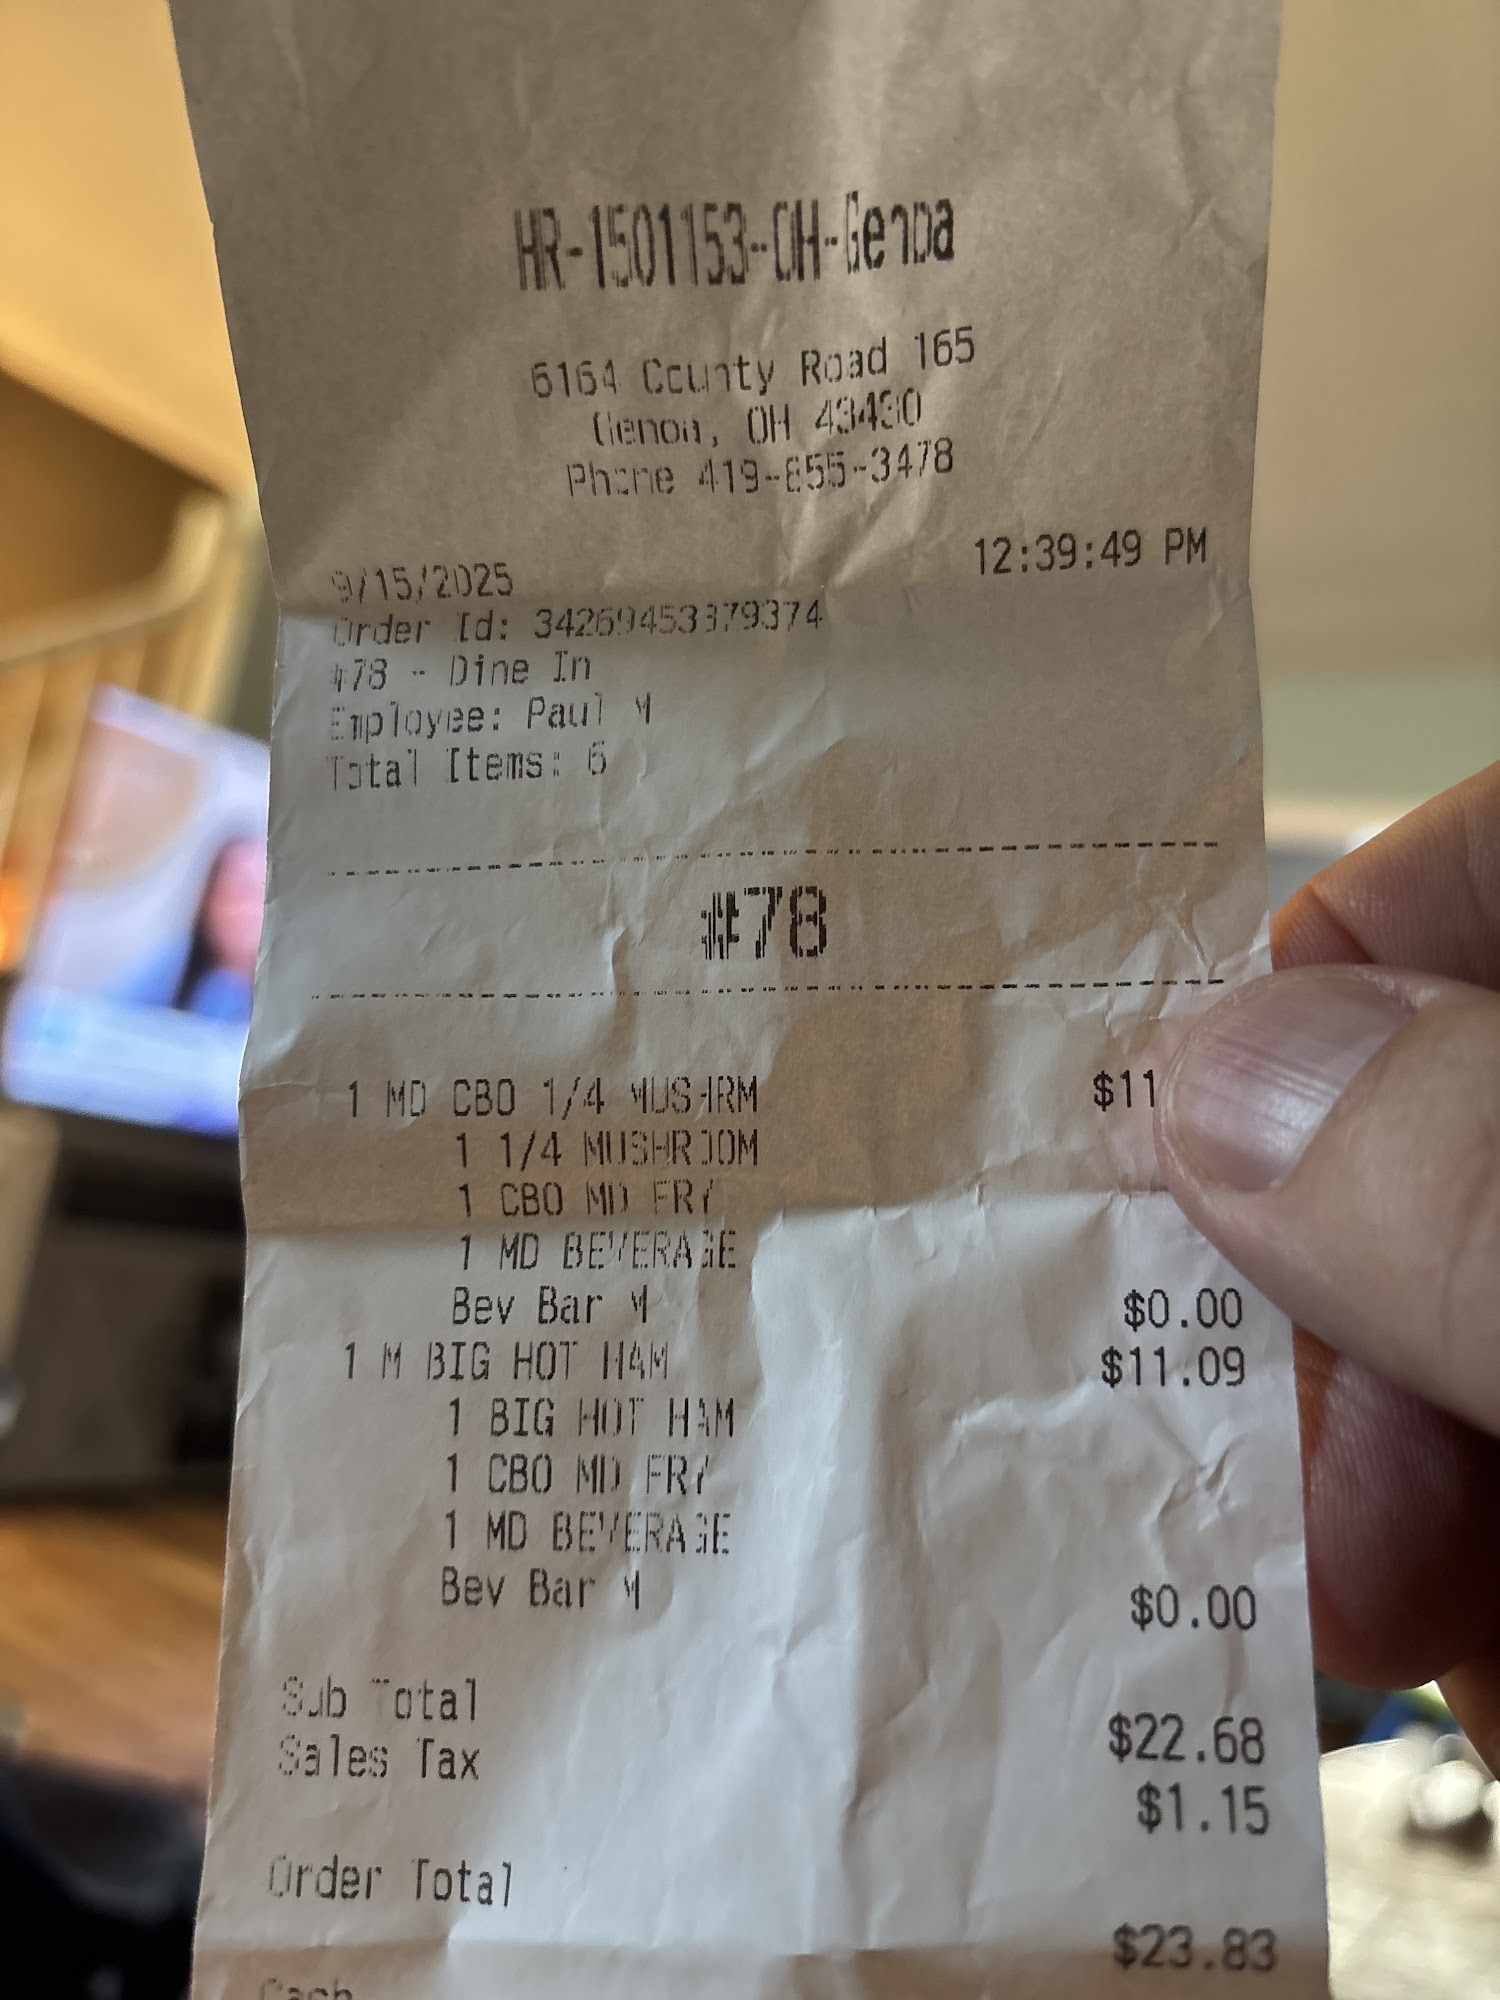 HR-1501153-OH-Genoa
6164 County Road 165
Genoa, OH 43430
Phone 419-855-3478
9/15/2025 12:39:49 PM
Order Id: 34269453379374
#78 - Dine In
Employee: Paul M
Total Items: 6
#78
1 MD CBO 1/4 MUSHRM $11
1 1/4 MUSHROOM
1 CBO MD FRY
1 MD BEVERAGE
Bev Bar M $0.00
1 M BIG HOT HAM $11.09
1 BIG HOT HAM
1 CBO MD FRY
1 MD BEVERAGE
Bev Bar M $0.00
Sub Total $22.68
Sales Tax $1.15
Order Total $23.83
Cash